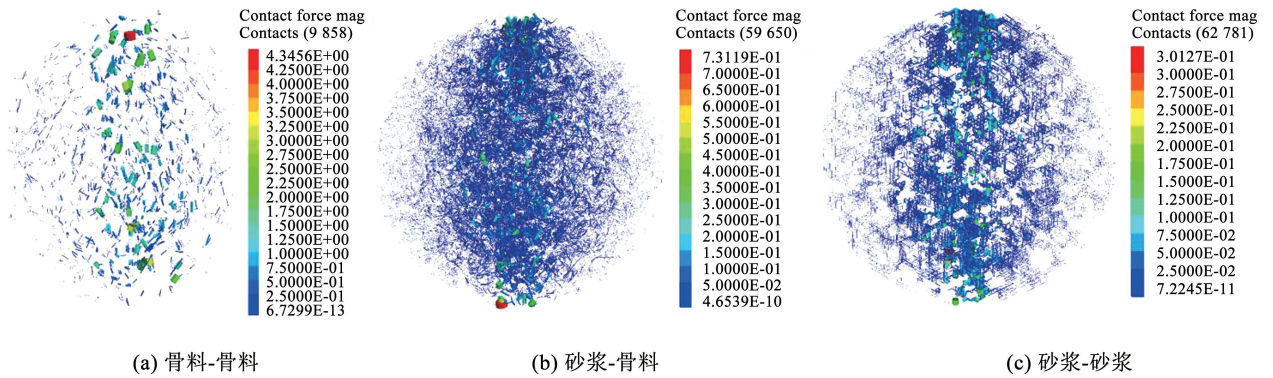 Contact force mag
Contacts (9 858)
4.3456E+00
4.2500E+00
4.0000E+00
3.7500E+00
3.5000E+00
3.2500E+00
3.0000E+00
2.7500E+00
2.5000E+00
2.2500E+00
2.0000E+00
1.7500E+00
1.5000E+00
1.2500E+00
1.0000E+00
7.5000E-01
5.0000E-01
2.5000E-01
6.7299E-13
(a) 骨料-骨料
Contact force mag
Contacts (59 650)
7.3119E-01
7.0000E-01
6.5000E-01
6.0000E-01
5.5000E-01
5.0000E-01
4.5000E-01
4.0000E-01
3.5000E-01
3.0000E-01
2.5000E-01
2.0000E-01
1.5000E-01
1.0000E-01
5.0000E-02
4.6539E-10
(b) 砂浆-骨料
Contact force mag
Contacts (62 781)
3.0127E-01
3.0000E-01
2.7500E-01
2.5000E-01
2.2500E-01
2.0000E-01
1.7500E-01
1.5000E-01
1.2500E-01
1.0000E-01
7.5000E-02
5.0000E-02
2.5000E-02
7.2245E-11
(c) 砂浆-砂浆